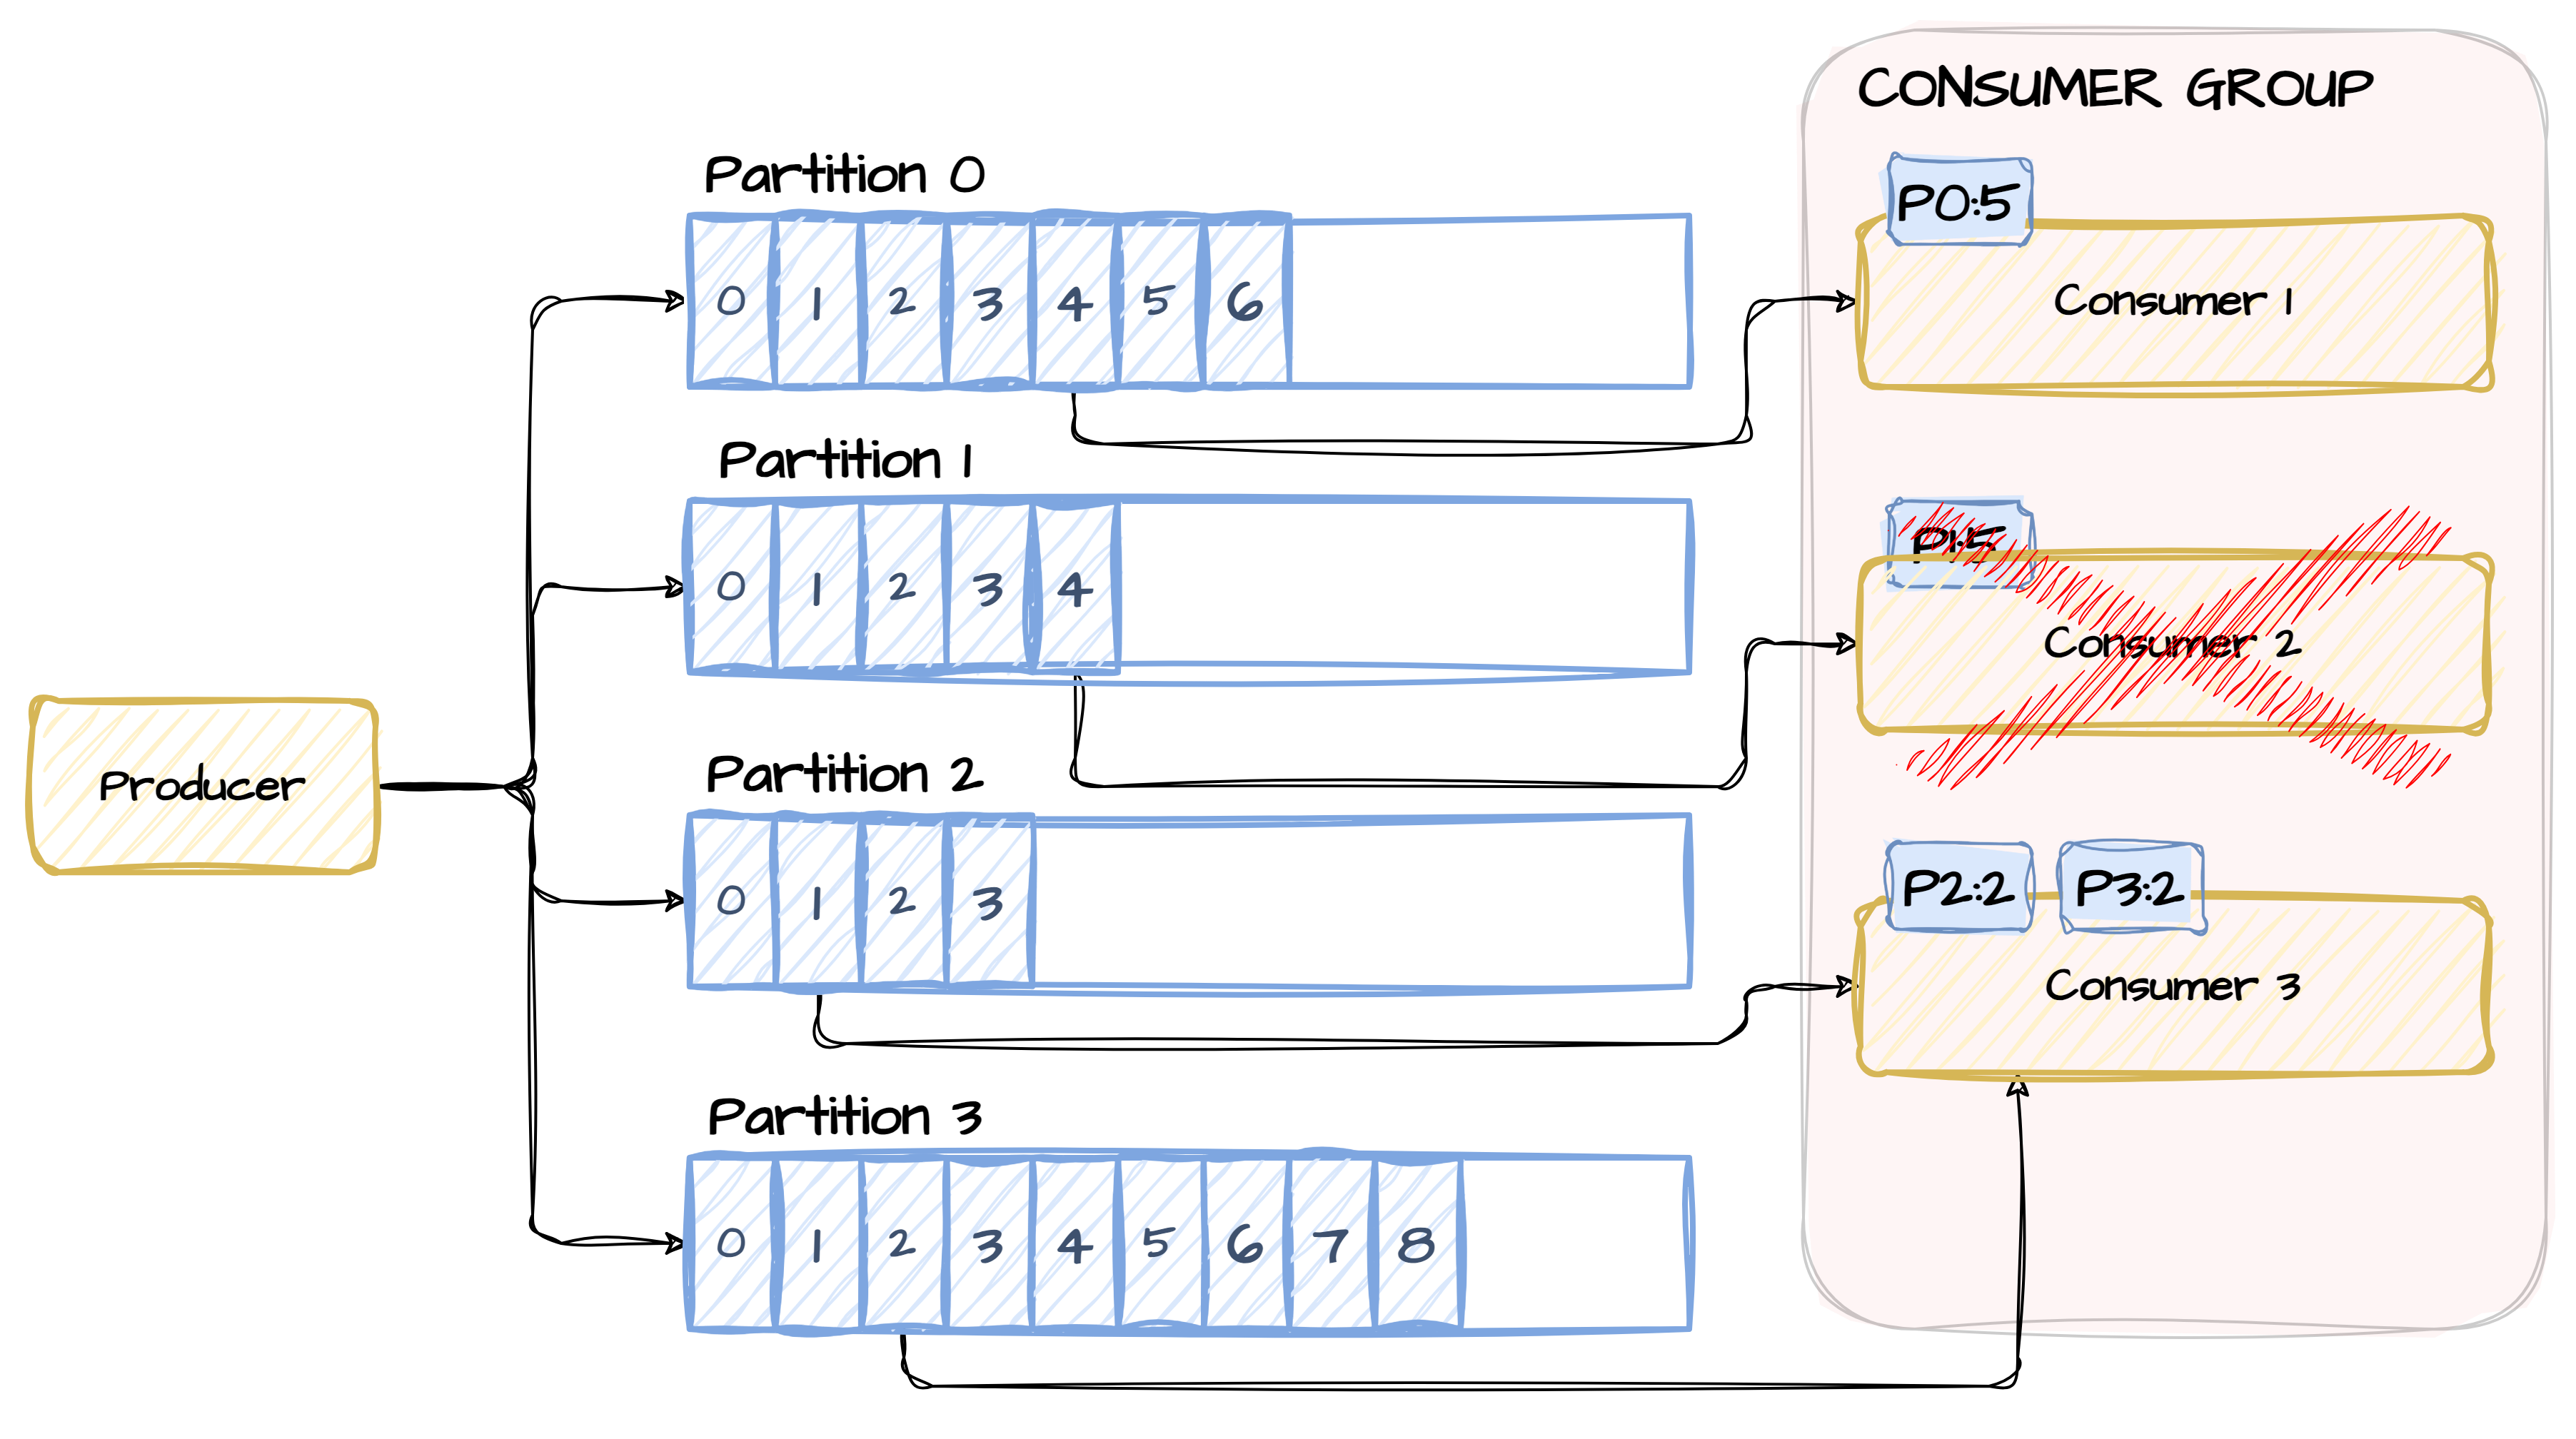 CONSUMER GROUP
Partition 0
P0:5
0 1 2 3 4 5 6
Consumer 1
Partition 1
P1:5
0 1 2 3 4
Consumer 2
Producer
Partition 2
P2:2 P3:2
0 1 2 3
Consumer 3
Partition 3
0 1 2 3 4 5 6 7 8